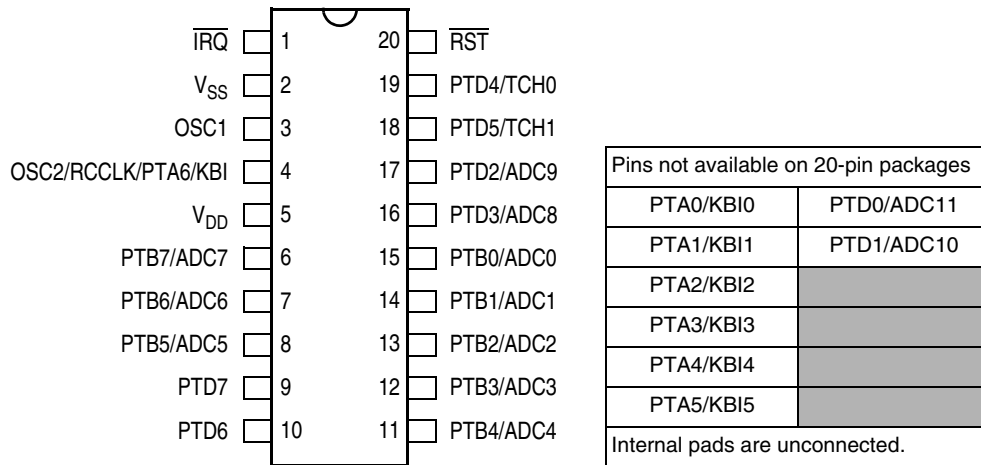 IRQ 1 20 RST
VSS 2 19 PTD4/TCH0
OSC1 3 18 PTD5/TCH1
OSC2/RCCLK/PTA6/KBI 4 17 PTD2/ADC9
VDD 5 16 PTD3/ADC8
PTB7/ADC7 6 15 PTB0/ADC0
PTB6/ADC6 7 14 PTB1/ADC1
PTB5/ADC5 8 13 PTB2/ADC2
PTD7 9 12 PTB3/ADC3
PTD6 10 11 PTB4/ADC4
Pins not available on 20-pin packages
PTA0/KBI0 PTD0/ADC11
PTA1/KBI1 PTD1/ADC10
PTA2/KBI2
PTA3/KBI3
PTA4/KBI4
PTA5/KBI5
Internal pads are unconnected.